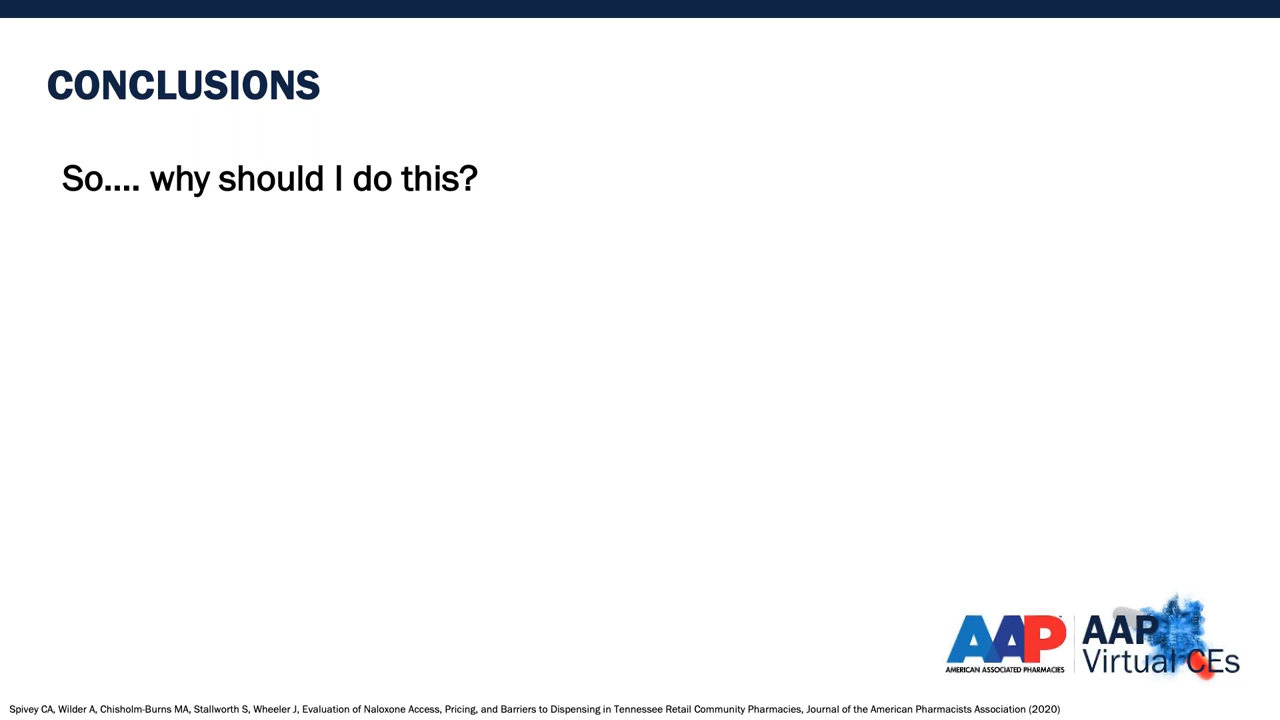 CONCLUSIONS
So.... why should I do this?
AAP
AMERICAN ASSOCIATED PHARMACIES
AAP
Virtual CEs
Spivey CA, Wilder A, Chisholm-Burns MA, Stallworth S, Wheeler J, Evaluation of Naloxone Access, Pricing, and Barriers to Dispensing in Tennessee Retail Community Pharmacies, Journal of the American Pharmacists Association (2020)